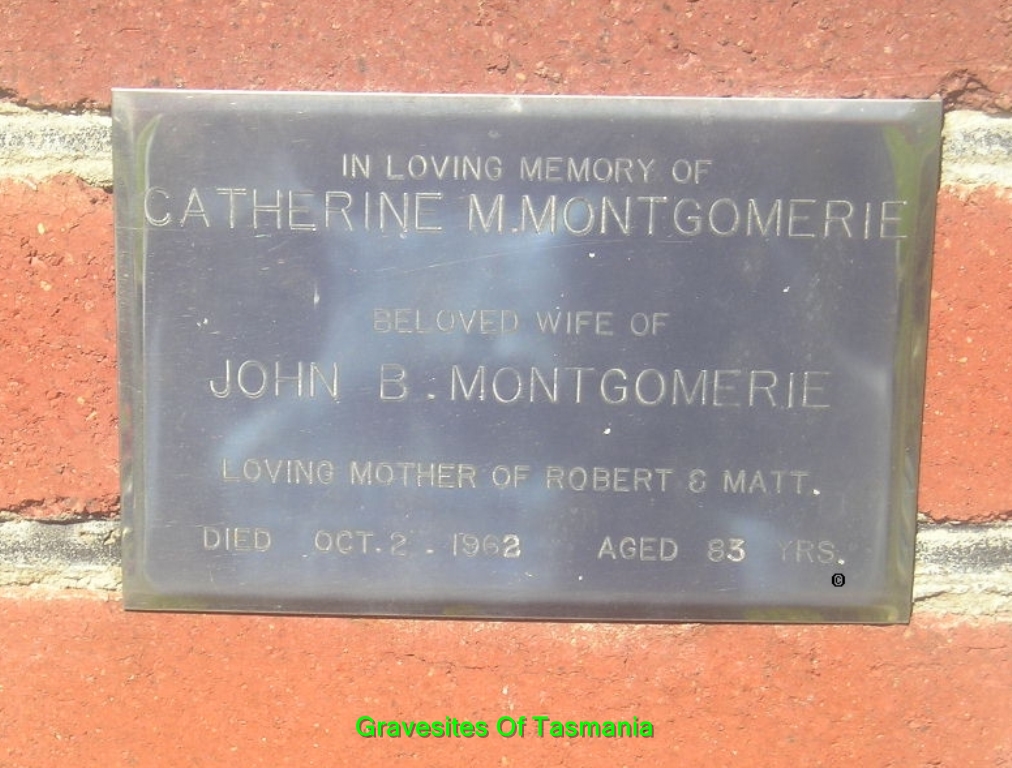 IN LOVING MEMORY OF
CATHERINE M. MONTGOMERIE
BELOVED WIFE OF
JOHN B. MONTGOMERIE
LOVING MOTHER OF ROBERT & MATT.
DIED OCT. 2. 1962 AGED 83 YRS.
©
Gravesites Of Tasmania